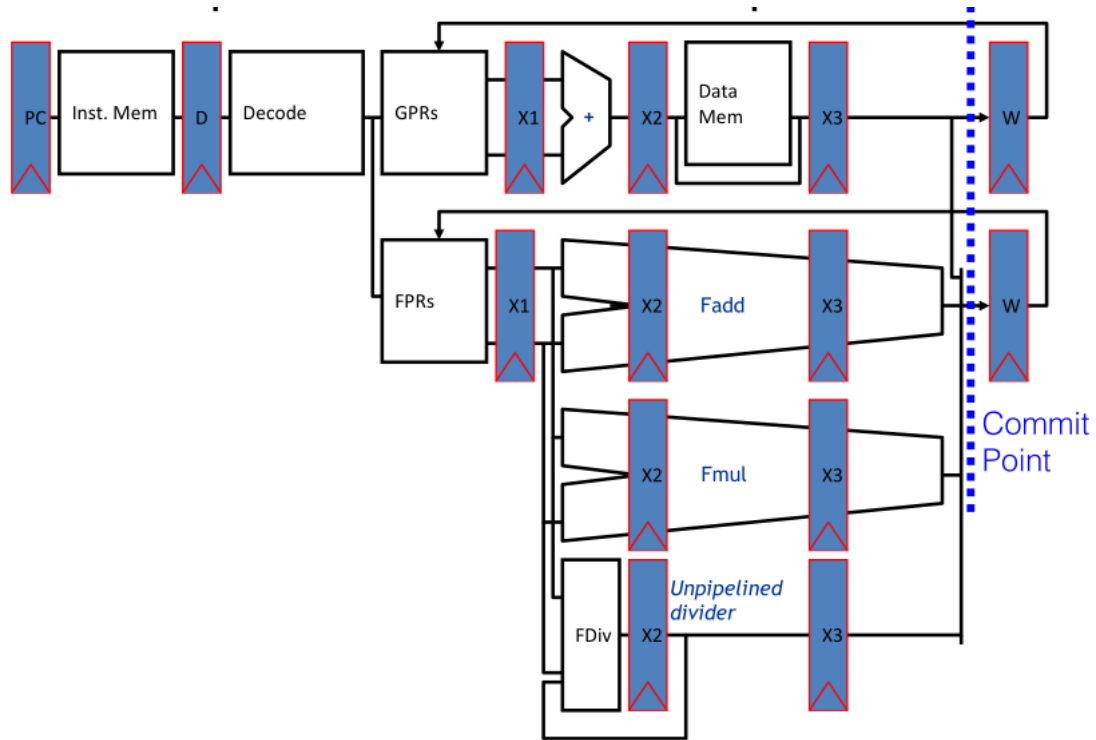 PC
Inst. Mem
D
Decode
GPRs
X1
+
X2
Data
Mem
X3
W
FPRs
X1
X2
Fadd
X3
W
Commit
Point
X2
Fmul
X3
FDiv
X2
Unpipelined
divider
X3